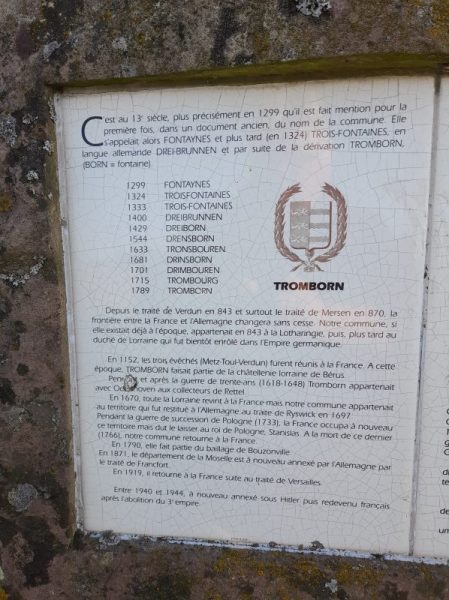 C'est au 13e siècle, plus précisément en 1299 qu'il est fait mention pour la
première fois, dans un document ancien, du nom de la commune. Elle
s'appelait alors FONTAYNES et plus tard (en 1324) TROIS-FONTAINES, en
langue allemande DREI-BRUNNEN et par suite de la dérivation TROMBORN,
(BORN = fontaine).
1299 FONTAYNES
1324 TROISFONTAINES
1333 TROIS-FONTAINES
1400 DREIBRUNNEN
1429 DREIBORN
1544 DRENSBORN
1633 TRONSBOUREN
1681 DRINSBORN
1701 DRIMBOUREN
1715 TROMBOURG
1789 TROMBORN
TROMBORN
Depuis le traité de Verdun en 843 et surtout le traité de Mersen en 870, la
frontière entre la France et l'Allemagne changera sans cesse. Notre commune, si
elle existait déjà à l'époque, appartenait en 843 à la Lotharingie, puis, plus tard au
duché de Lorraine qui fut bientôt enrôlé dans l'Empire germanique.
En 1152, les trois évêchés (Metz-Toul-Verdun) furent réunis à la France. A cette
époque, TROMBORN faisait partie de la châtellenie lorraine de Bérus.
et après la guerre de trente-ans (1618-1648) Tromborn appartenait
avec Oberdorf aux collecteurs de Rettel.
En 1670, toute la Lorraine revint à la France mais notre commune appartenait
au territoire qui fut restitué à l'Allemagne au traite de Ryswick en 1697.
Pendant la guerre de succession de Pologne (1733), la France occupa à nouveau
ce territoire mais dut le laisser au roi de Pologne, Stanislas. A la mort de ce dernier
(1766), notre commune retourne à la France.
En 1790, elle fait partie du baillage de Bouzonville.
En 1871, le département de la Moselle est à nouveau annexé par l'Allemagne par
le traité de Francfort.
En 1919, il retourne à la France suite au traité de Versailles.
Entre 1940 et 1944, à nouveau annexé sous Hitler puis redevenu français
après l'abolition du 3e empire.